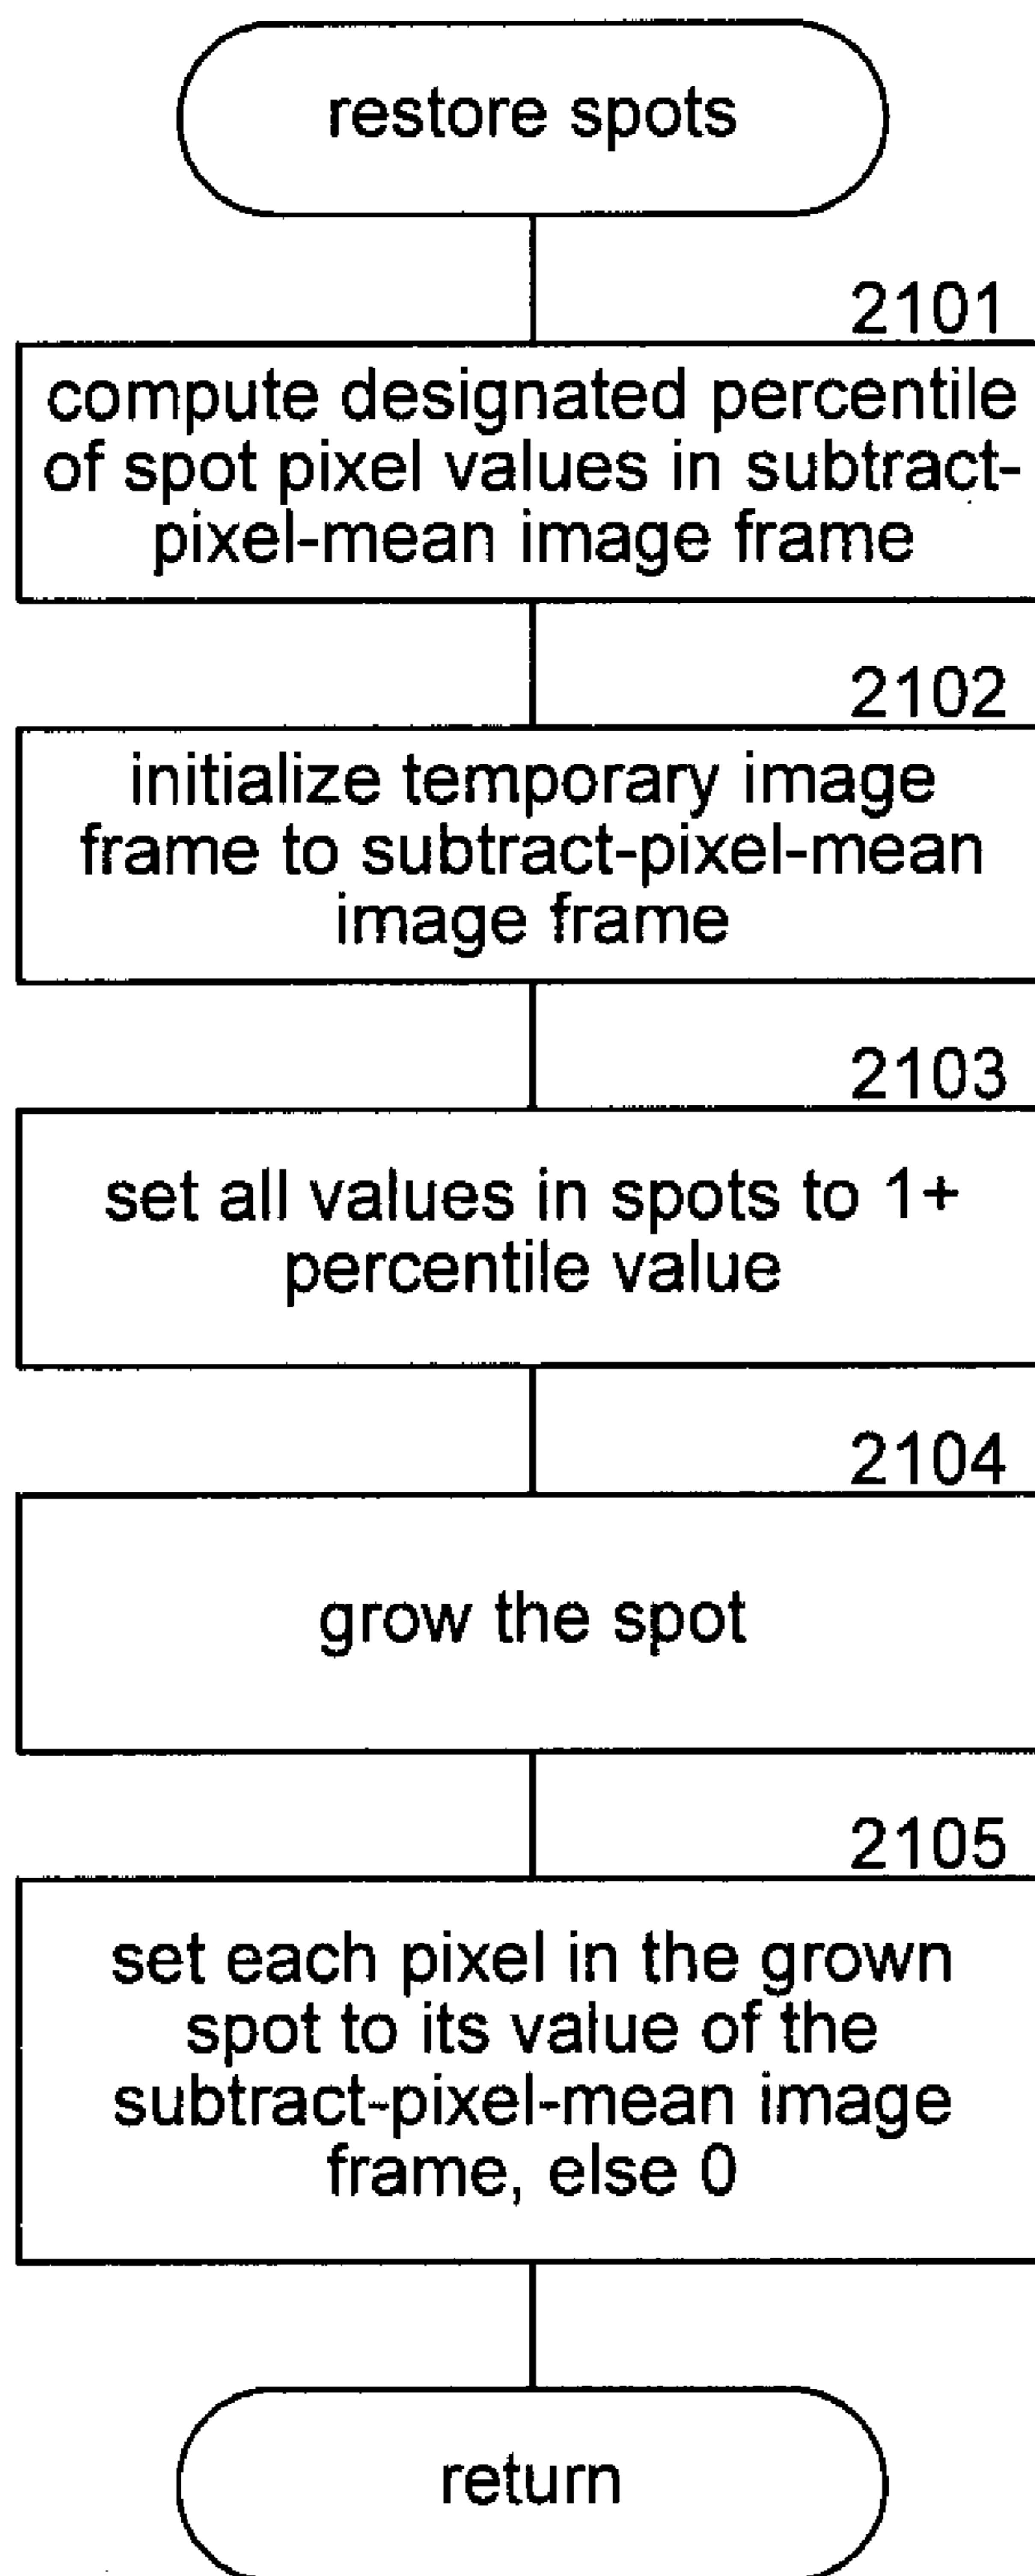 restore spots
2101
compute designated percentile
of spot pixel values in subtract-
pixel-mean image frame
2102
initialize temporary image
frame to subtract-pixel-mean
image frame
2103
set all values in spots to 1+
percentile value
2104
grow the spot
2105
set each pixel in the grown
spot to its value of the
subtract-pixel-mean image
frame, else 0
return